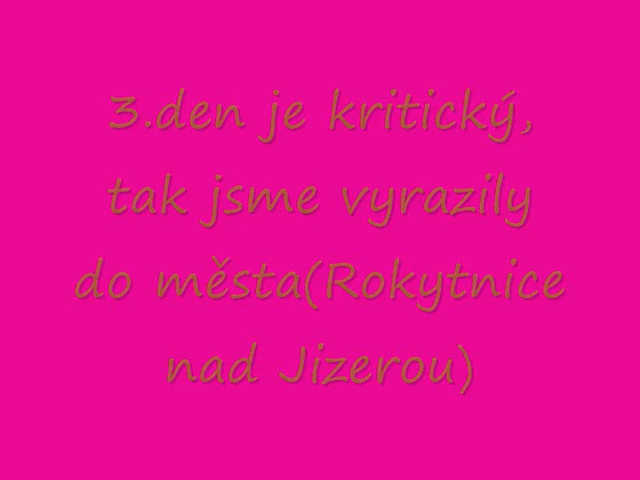 3.den je kritický,
tak jsme vyrazily
do města(Rokytnice
nad Jizerou)